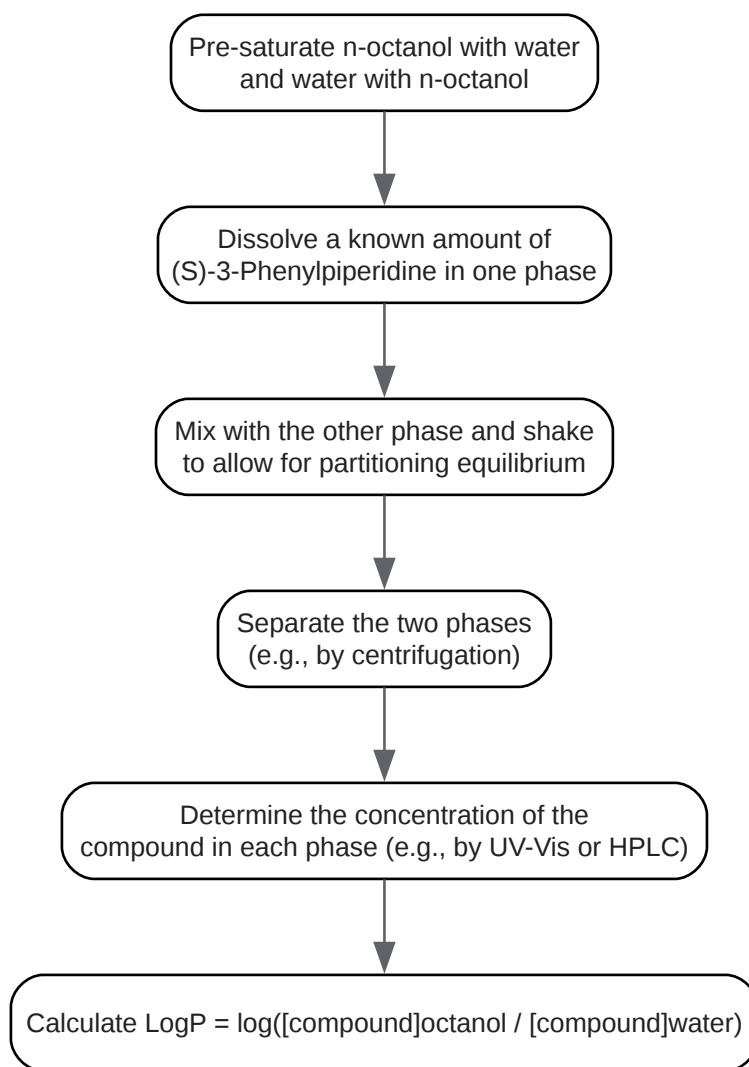 Pre-saturate n-octanol with water
and water with n-octanol
Dissolve a known amount of
(S)-3-Phenylpiperidine in one phase
Mix with the other phase and shake
to allow for partitioning equilibrium
Separate the two phases
(e.g., by centrifugation)
Determine the concentration of the
compound in each phase (e.g., by UV-Vis or HPLC)
Calculate LogP = log([compound]octanol / [compound]water)